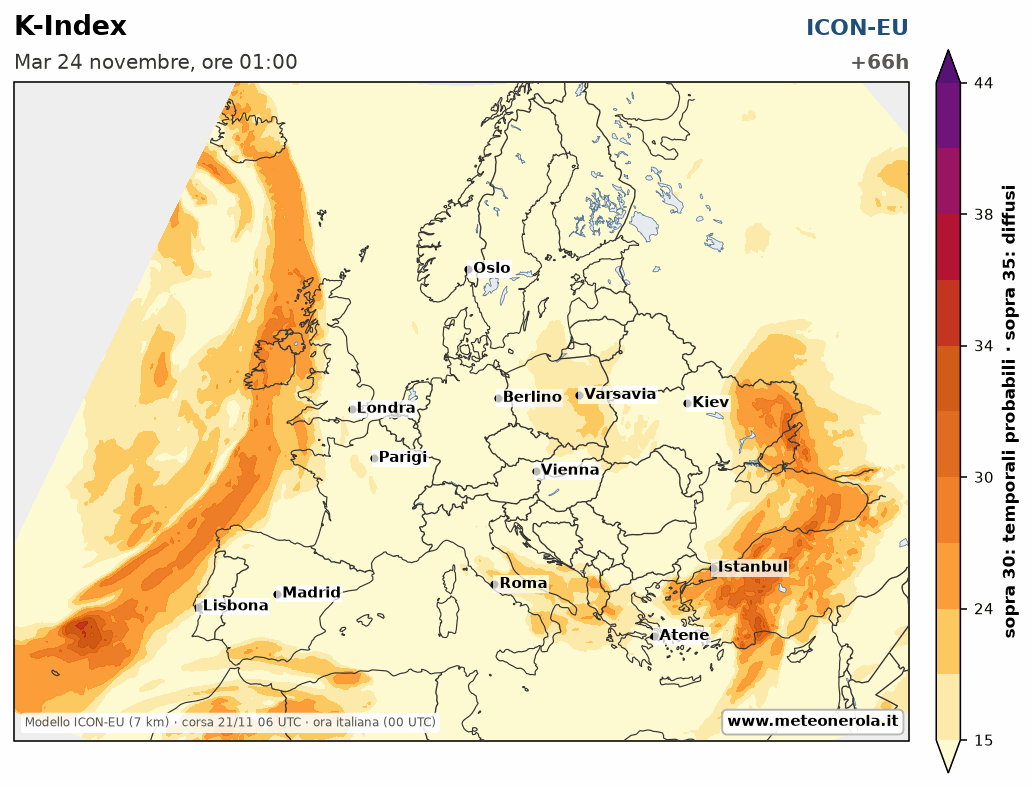 K-Index
ICON-EU
Mar 24 novembre, ore 01:00
+66h
44
38
34
30
24
15
sopra 30: temporali probabili · sopra 35: diffusi
Oslo
Berlino
Varsavia
Kiev
Londra
Parigi
Vienna
Istanbul
Roma
Madrid
Lisbona
Atene
Modello ICON-EU (7 km) · corsa 21/11 06 UTC · ora italiana (00 UTC)
www.meteonerola.it